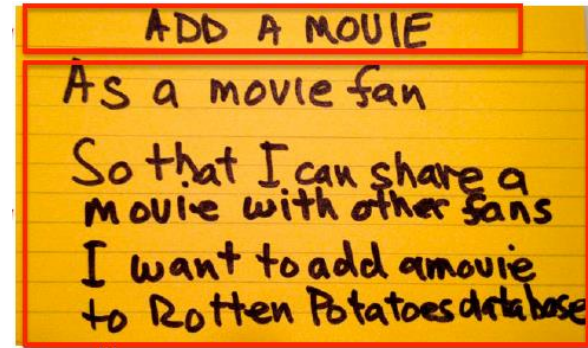 ADD A MOVIE
As a movie fan
So that I can share a
movie with other fans
I want to add amovie
to Rotten Potatoes database